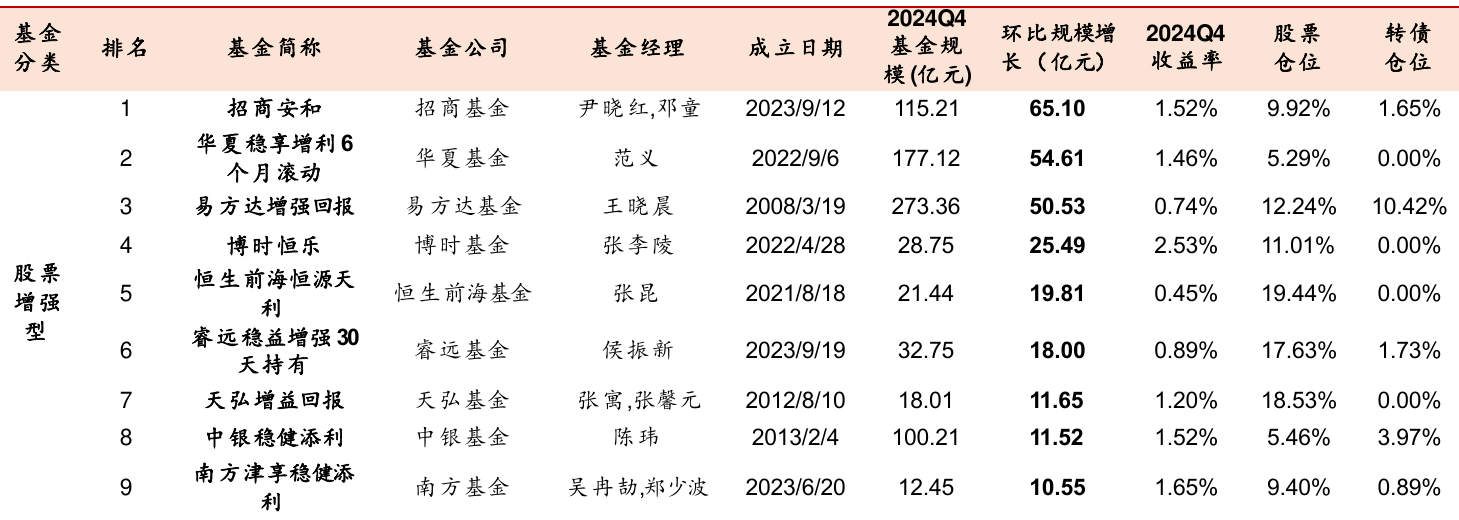 基金分类 排名 基金简称 基金公司 基金经理 成立日期 2024Q4基金规模(亿元) 环比规模增长（亿元） 2024Q4收益率 股票仓位 转债仓位
股票增强型
1 招商安和 招商基金 尹晓红,邓童 2023/9/12 115.21 65.10 1.52% 9.92% 1.65%
2 华夏稳享增利6个月滚动 华夏基金 范义 2022/9/6 177.12 54.61 1.46% 5.29% 0.00%
3 易方达增强回报 易方达基金 王晓晨 2008/3/19 273.36 50.53 0.74% 12.24% 10.42%
4 博时恒乐 博时基金 张李陵 2022/4/28 28.75 25.49 2.53% 11.01% 0.00%
5 恒生前海恒源天利 恒生前海基金 张昆 2021/8/18 21.44 19.81 0.45% 19.44% 0.00%
6 睿远稳益增强30天持有 睿远基金 侯振新 2023/9/19 32.75 18.00 0.89% 17.63% 1.73%
7 天弘增益回报 天弘基金 张寓,张馨元 2012/8/10 18.01 11.65 1.20% 18.53% 0.00%
8 中银稳健添利 中银基金 陈玮 2013/2/4 100.21 11.52 1.52% 5.46% 3.97%
9 南方津享稳健添利 南方基金 吴冉劼,郑少波 2023/6/20 12.45 10.55 1.65% 9.40% 0.89%